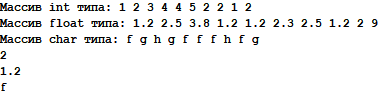 Массив int типа: 1 2 3 4 4 5 2 2 1 2
Массив float типа: 1.2 2.5 3.8 1.2 1.2 2.3 2.5 1.2 2 9
Массив char типа: f g h g f f f h f g
2
1.2
f